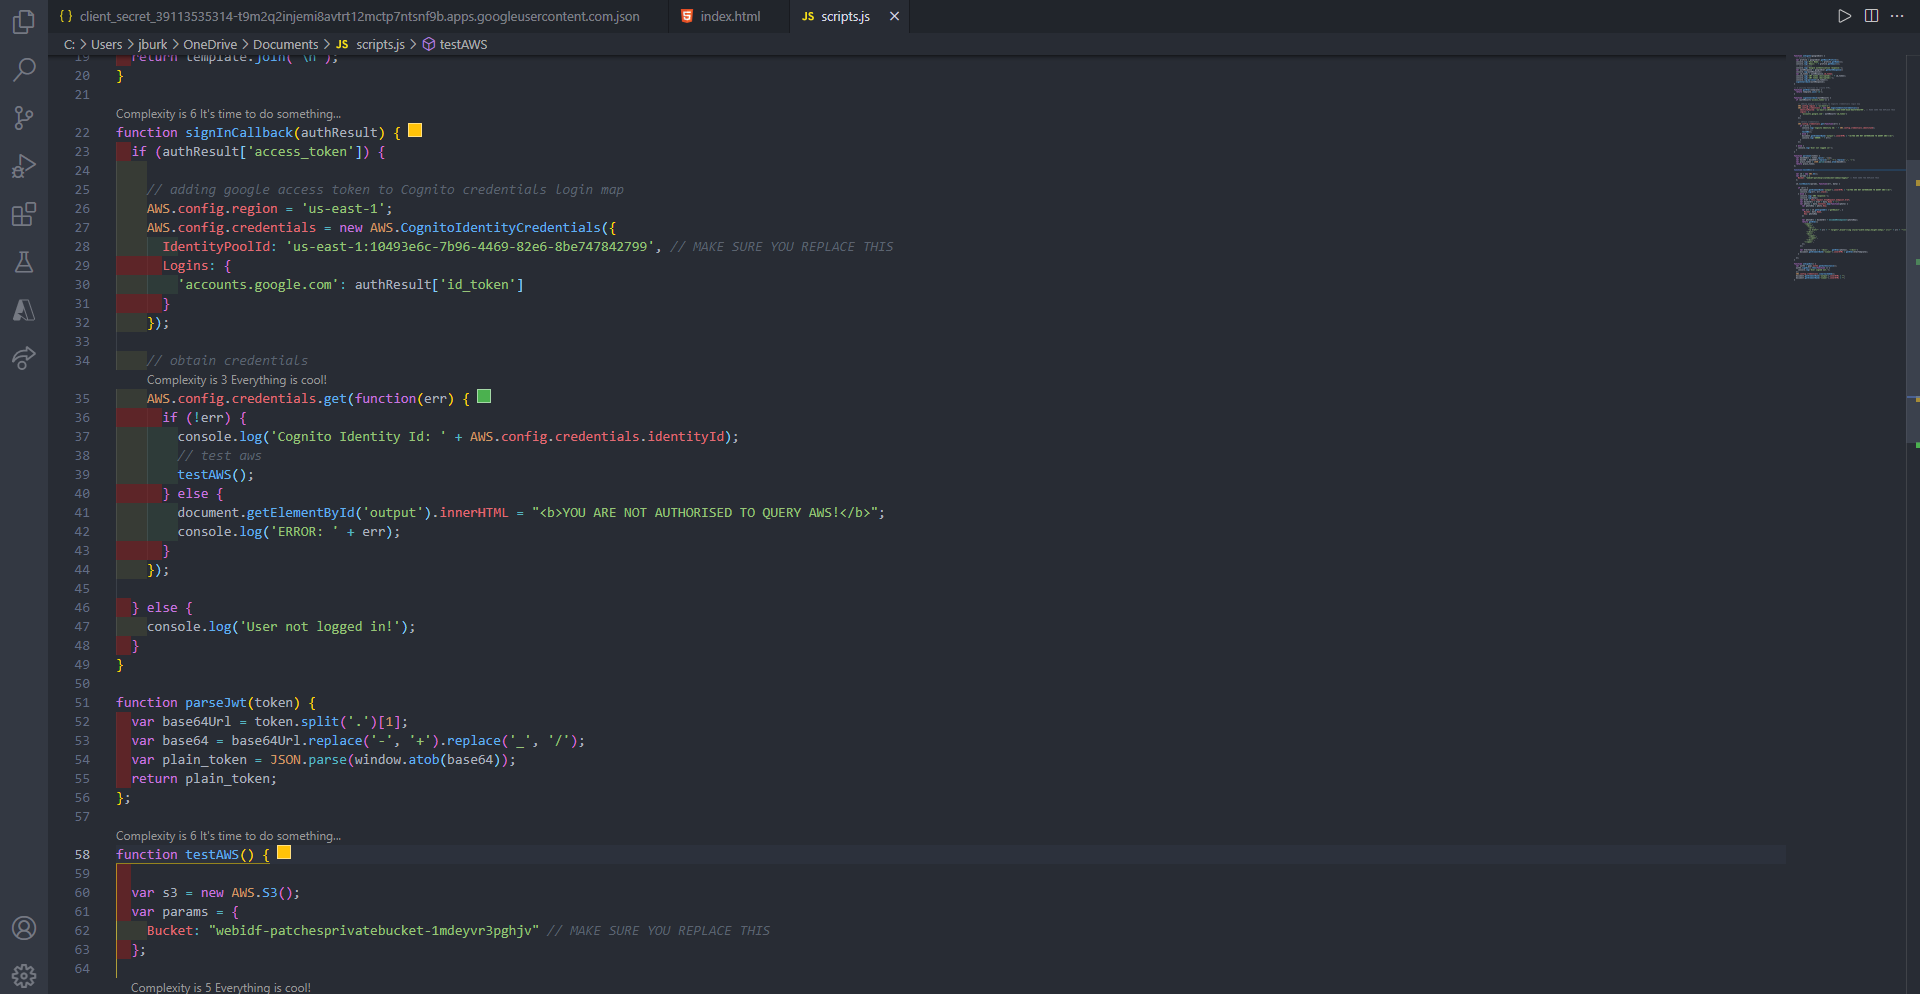 client_secret_39113535314-t9m2q2injemi8avtrt12mctp7ntsnf9b.apps.googleusercontent.com.json index.html JS scripts.js
C: > Users > jburk > OneDrive > Documents > JS scripts.js > testAWS
19 return template.join('\n');
20 }
21
Complexity is 6 It's time to do something...
22 function signInCallback(authResult) {
23 if (authResult['access_token']) {
24
25 // adding google access token to Cognito credentials login map
26 AWS.config.region = 'us-east-1';
27 AWS.config.credentials = new AWS.CognitoIdentityCredentials({
28 IdentityPoolId: 'us-east-1:10493e6c-7b96-4469-82e6-8be747842799', // MAKE SURE YOU REPLACE THIS
29 Logins: {
30 'accounts.google.com': authResult['id_token']
31 }
32 });
33
34 // obtain credentials
Complexity is 3 Everything is cool!
35 AWS.config.credentials.get(function(err) {
36 if (!err) {
37 console.log('Cognito Identity Id: ' + AWS.config.credentials.identityId);
38 // test aws
39 testAWS();
40 } else {
41 document.getElementById('output').innerHTML = "<b>YOU ARE NOT AUTHORISED TO QUERY AWS!</b>";
42 console.log('ERROR: ' + err);
43 }
44 });
45
46 } else {
47 console.log('User not logged in!');
48 }
49 }
50
51 function parseJwt(token) {
52 var base64Url = token.split('.')[1];
53 var base64 = base64Url.replace('-', '+').replace('_', '/');
54 var plain_token = JSON.parse(window.atob(base64));
55 return plain_token;
56 };
57
Complexity is 6 It's time to do something...
58 function testAWS() {
59
60 var s3 = new AWS.S3();
61 var params = {
62 Bucket: "webidf-patchesprivatebucket-1mdeyvr3pghjv" // MAKE SURE YOU REPLACE THIS
63 };
64
Complexity is 5 Everything is cool!